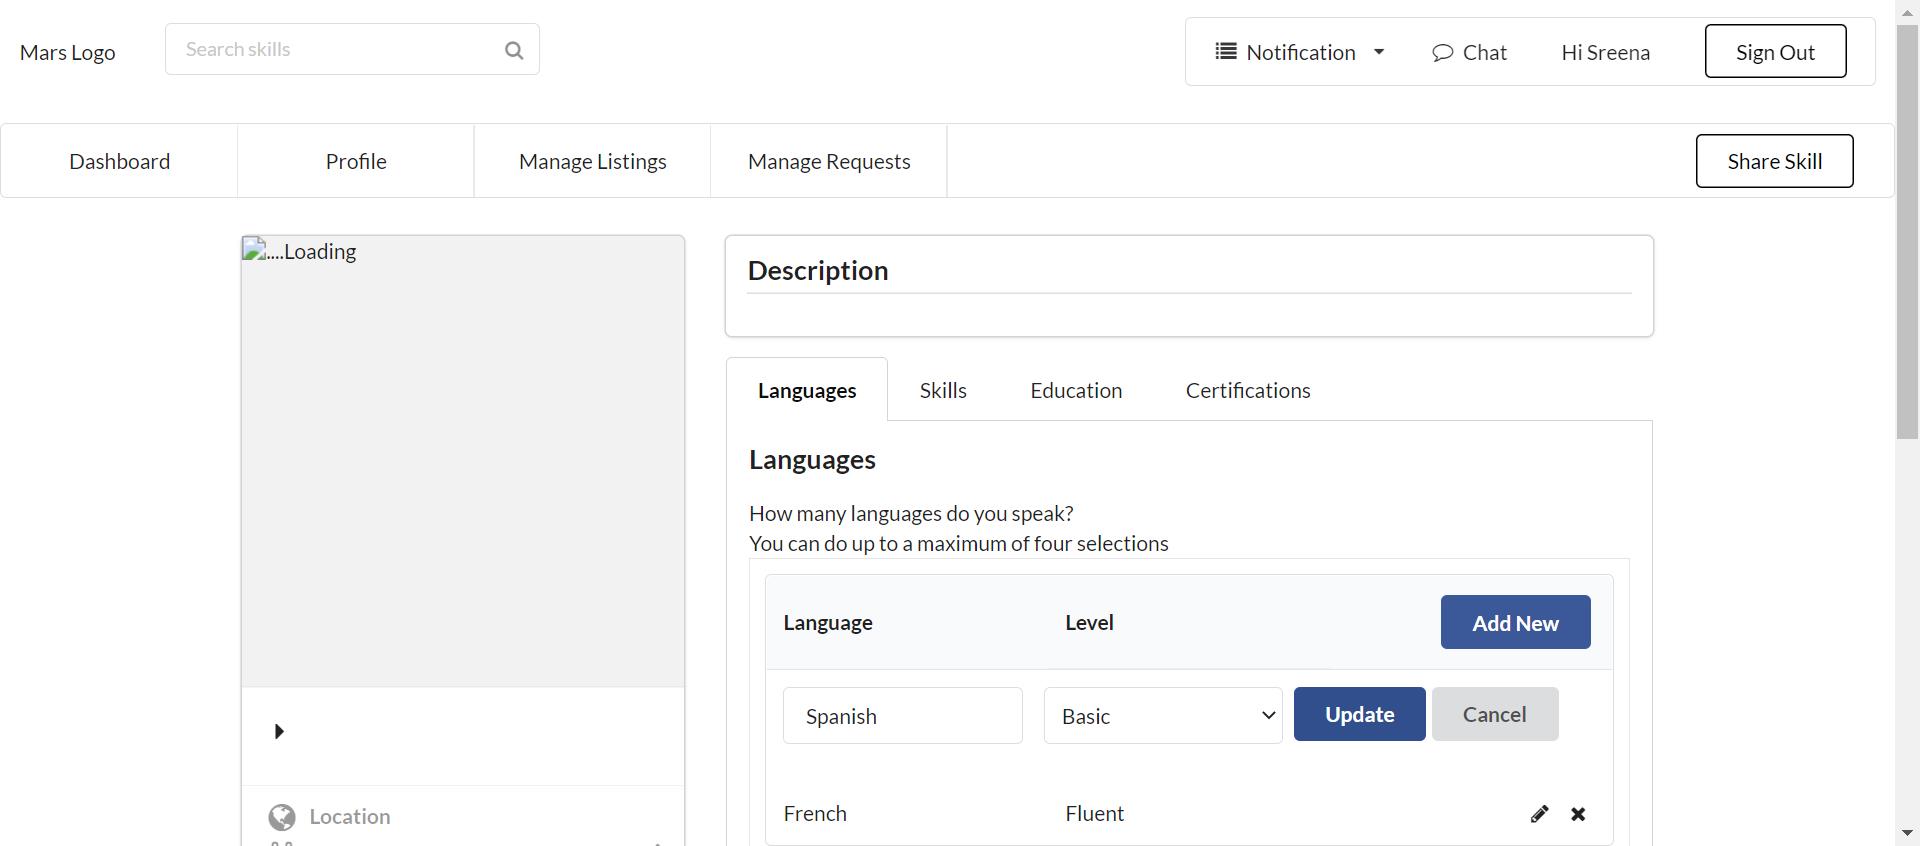 Mars Logo
Search skills
Notification
Chat
Hi Sreena
Sign Out
Dashboard
Profile
Manage Listings
Manage Requests
Share Skill
....Loading
Description
Languages
Skills
Education
Certifications
Languages
How many languages do you speak?
You can do up to a maximum of four selections
Language
Level
Add New
Spanish
Basic
Update
Cancel
French
Fluent
Location